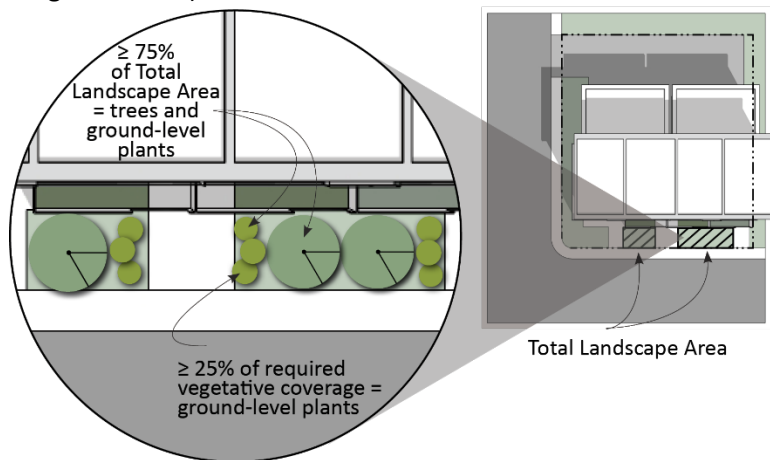 ≥ 75%
of Total
Landscape Area
= trees and
ground-level
plants
≥ 25% of required
vegetative coverage =
ground-level plants
Total Landscape Area